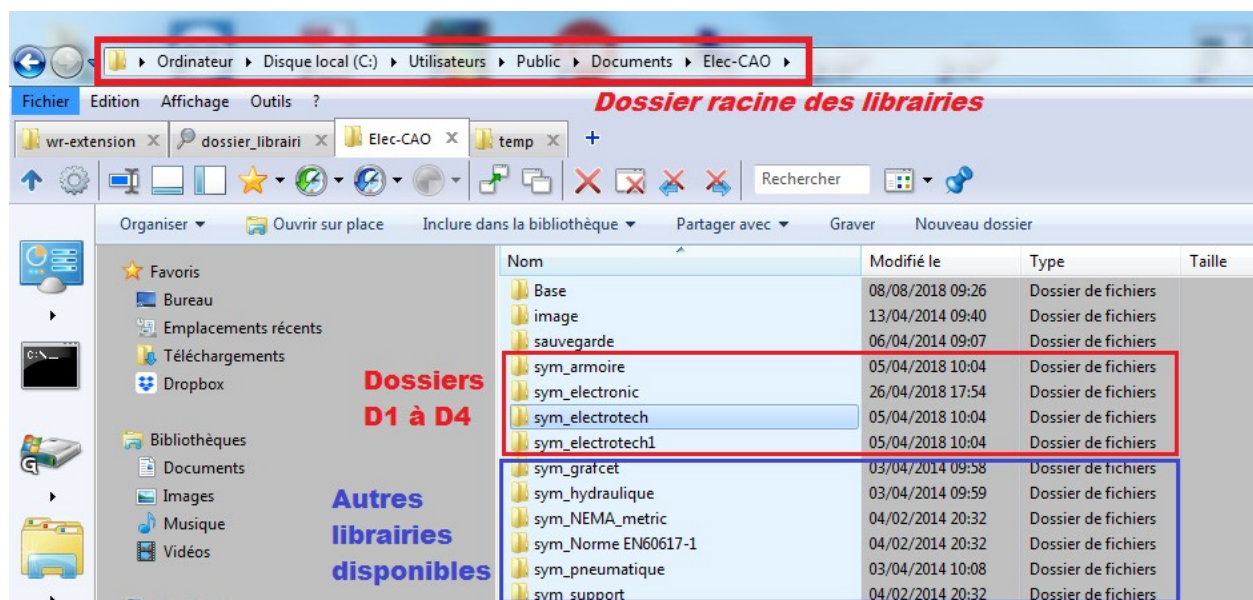 Ordinateur Disque local (C:) Utilisateurs Public Documents Elec-CAO
Fichier Edition Affichage Outils ?
Dossier racine des librairies
wr-extension dossier_librairi Elec-CAO temp
Rechercher
Organiser Ouvrir sur place Inclure dans la bibliothèque Partager avec Graver Nouveau dossier
Nom Modifié le Type Taille
Favoris
Bureau
Emplacements récents
Téléchargements
Dropbox
Bibliothèques
Documents
Images
Musique
Vidéos
C:\_
G
Dossiers
D1 à D4
Autres
librairies
disponibles
Base 08/08/2018 09:26 Dossier de fichiers
image 13/04/2014 09:40 Dossier de fichiers
sauvegarde 06/04/2014 09:07 Dossier de fichiers
sym_armoire 05/04/2018 10:04 Dossier de fichiers
sym_electronic 26/04/2018 17:54 Dossier de fichiers
sym_electrotech 05/04/2018 10:04 Dossier de fichiers
sym_electrotech1 05/04/2018 10:04 Dossier de fichiers
sym_grafcet 03/04/2014 09:58 Dossier de fichiers
sym_hydraulique 03/04/2014 09:59 Dossier de fichiers
sym_NEMA_metric 04/02/2014 20:32 Dossier de fichiers
sym_Norme EN60617-1 04/02/2014 20:32 Dossier de fichiers
sym_pneumatique 03/04/2014 10:08 Dossier de fichiers
sym_support 04/02/2014 20:32 Dossier de fichiers